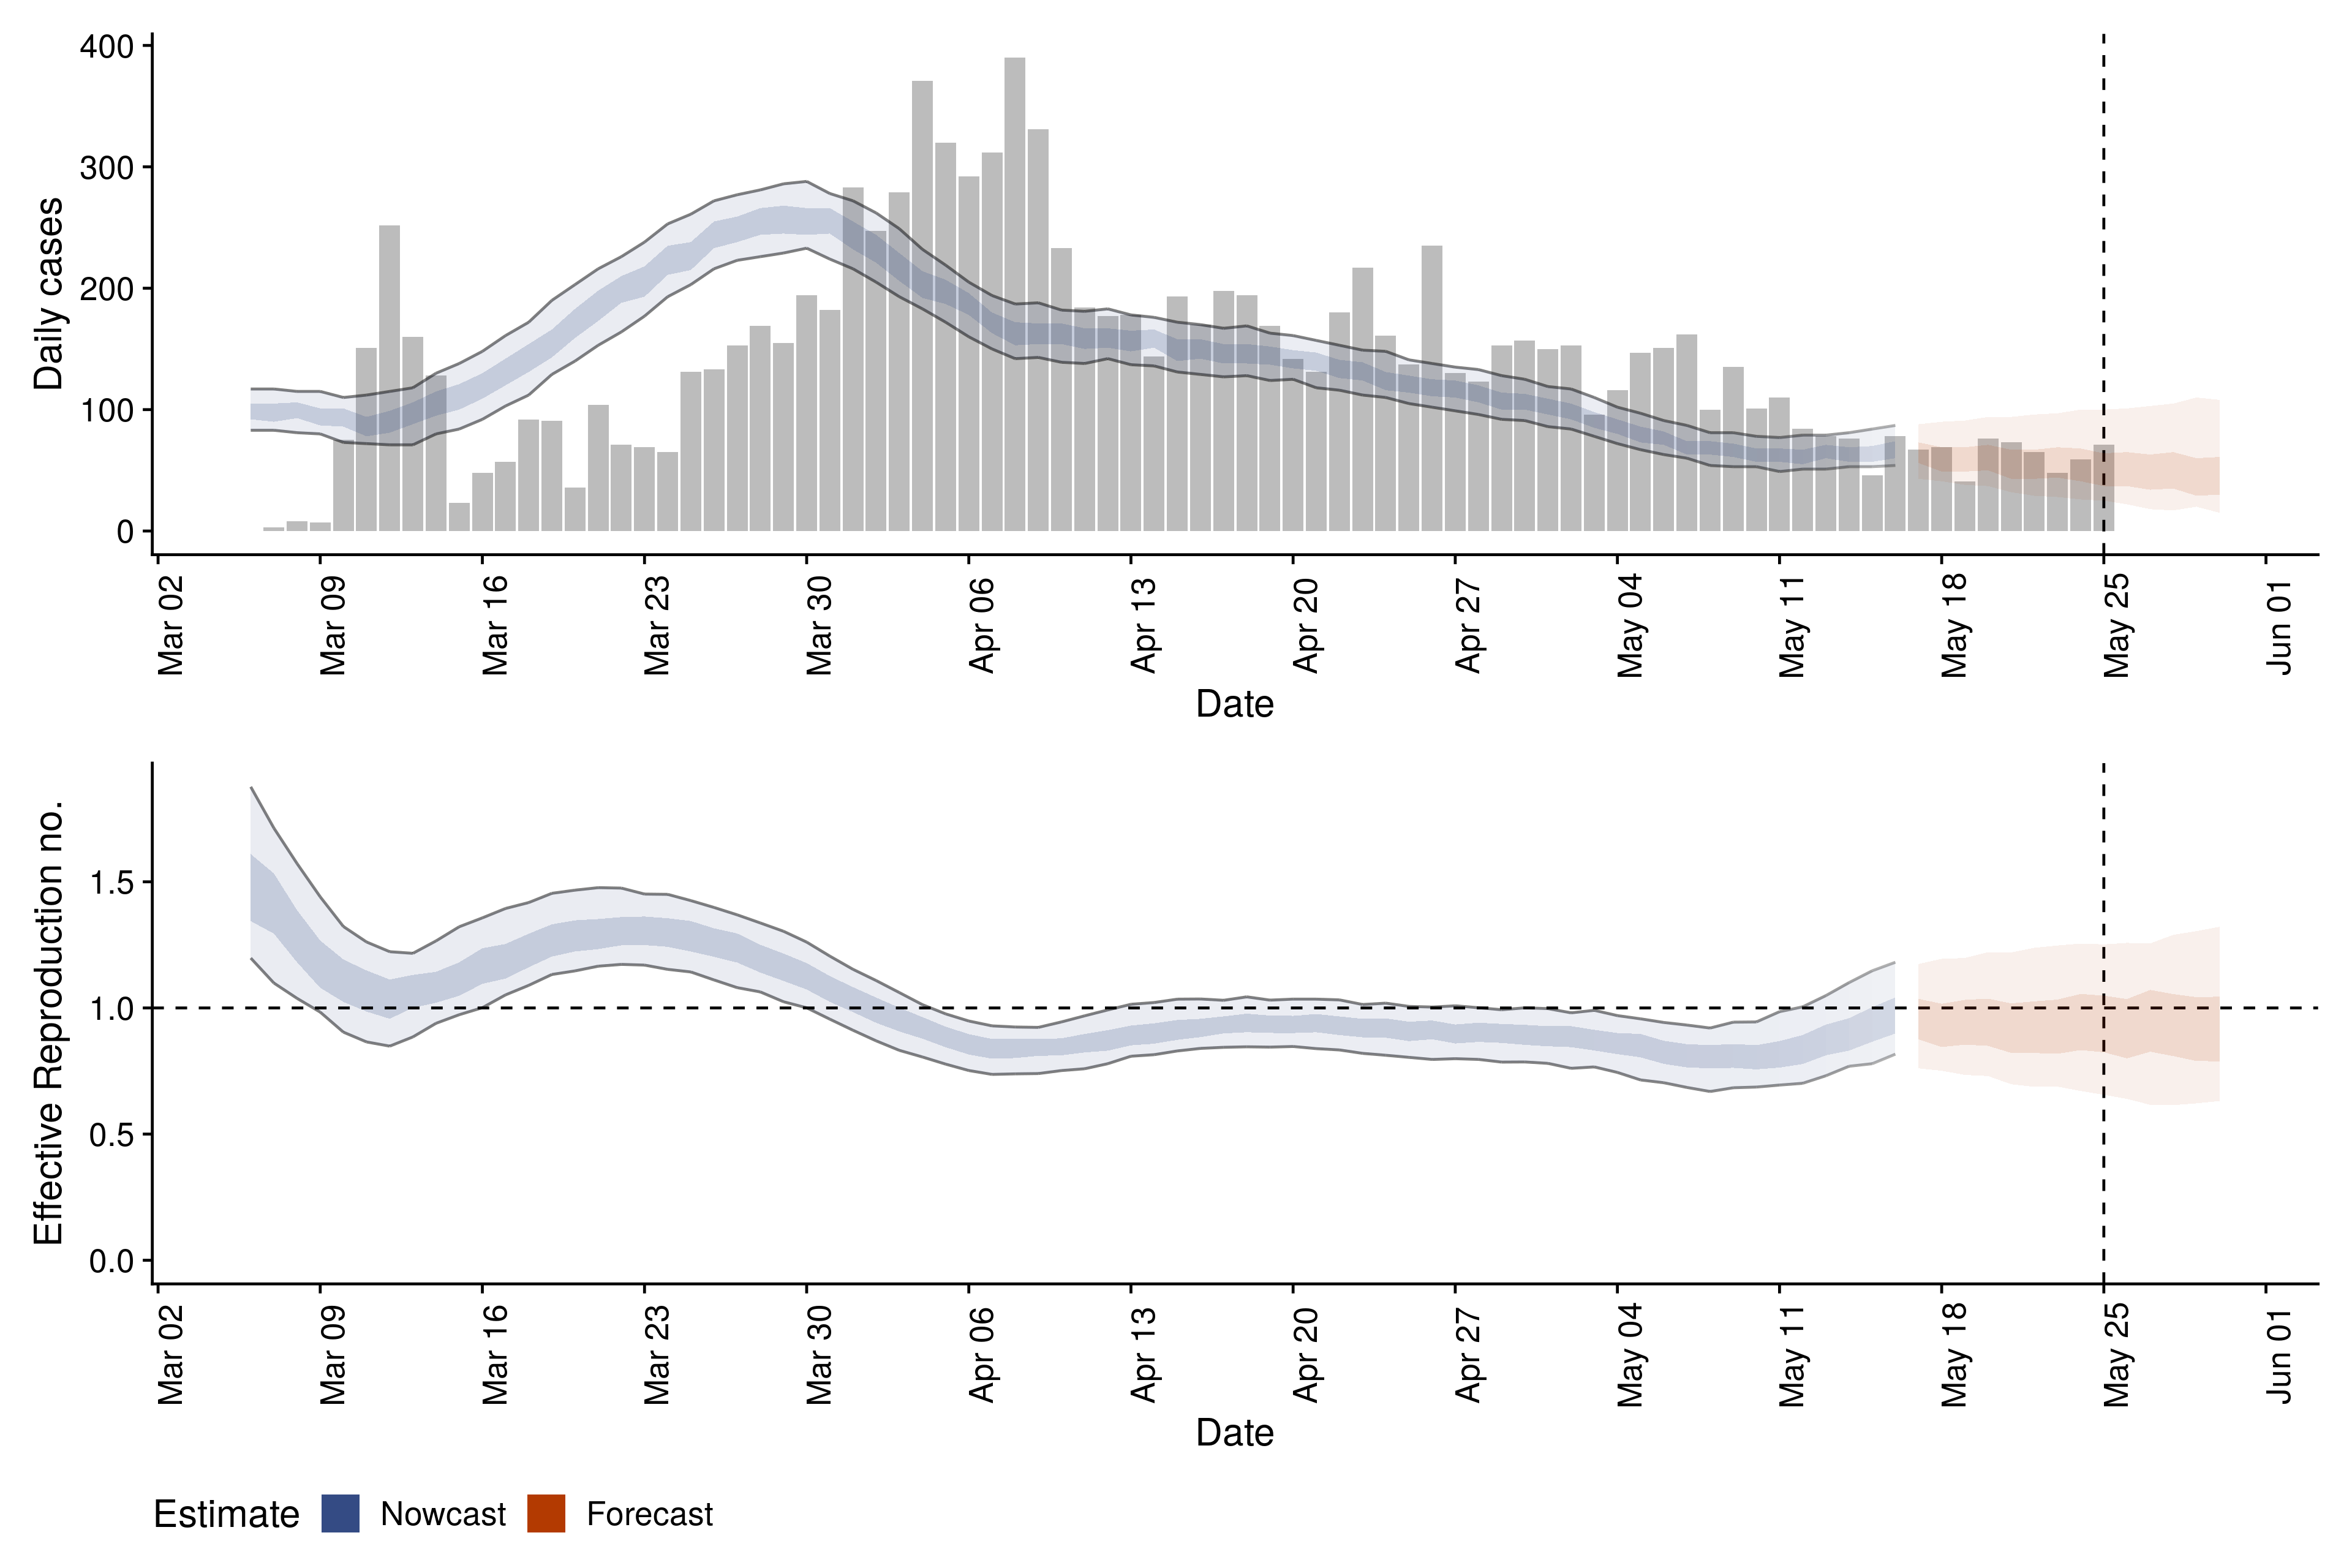 Daily cases
400
300
200
100
0
Mar 02
Mar 09
Mar 16
Mar 23
Mar 30
Apr 06
Apr 13
Apr 20
Apr 27
May 04
May 11
May 18
May 25
Jun 01
Date
Effective Reproduction no.
1.5
1.0
0.5
0.0
Mar 02
Mar 09
Mar 16
Mar 23
Mar 30
Apr 06
Apr 13
Apr 20
Apr 27
May 04
May 11
May 18
May 25
Jun 01
Date
Estimate Nowcast Forecast